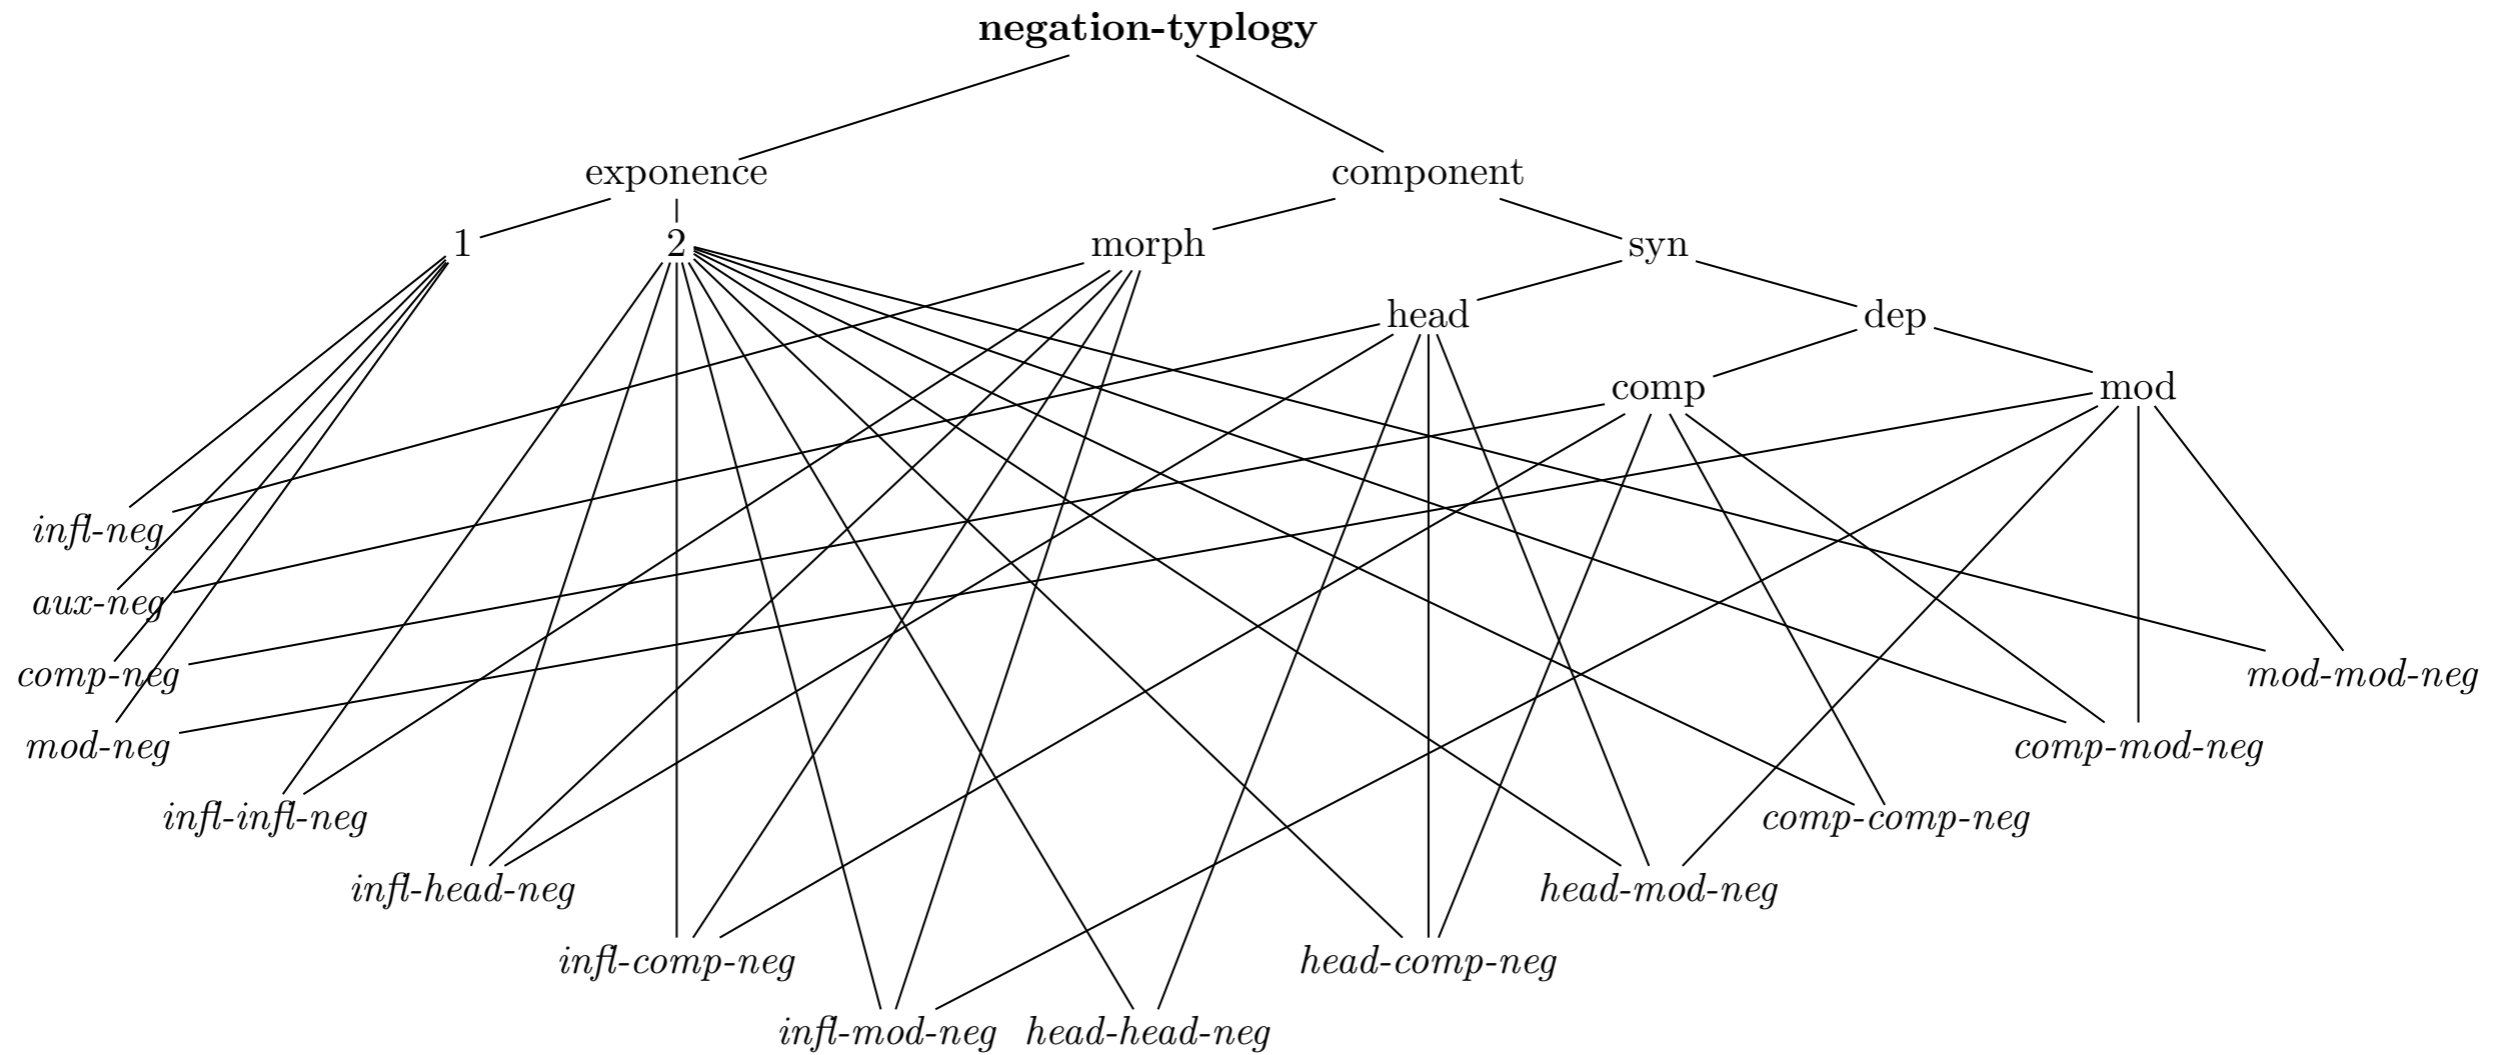 negation-typlogy
exponence component
1 2 morph syn
head dep
comp mod
infl-neg
aux-neg
comp-neg mod-mod-neg
mod-neg comp-mod-neg
infl-infl-neg comp-comp-neg
infl-head-neg head-mod-neg
infl-comp-neg head-comp-neg
infl-mod-neg head-head-neg